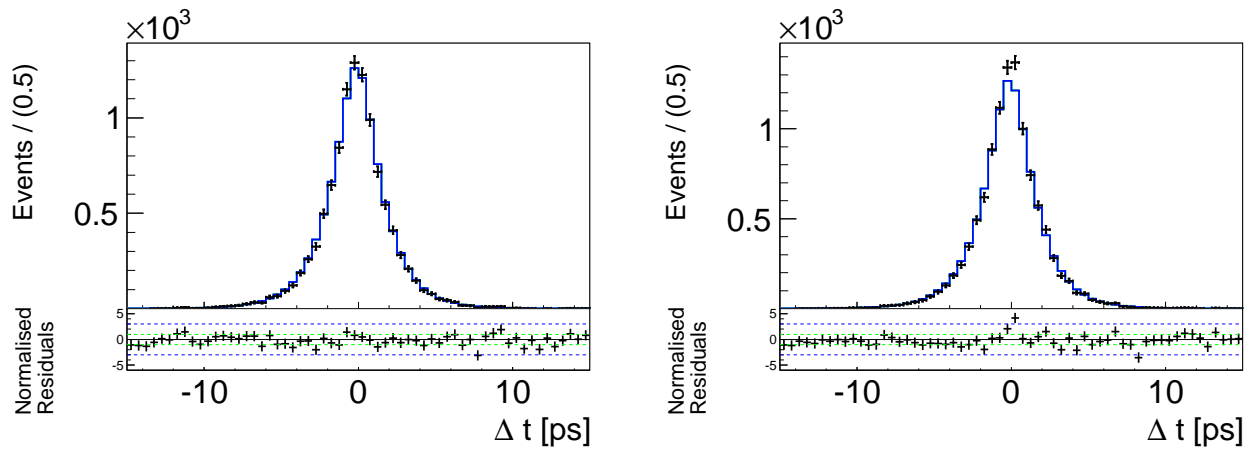 ×10³
Events / (0.5)
1
0.5
Normalised
Residuals
5
0
-5
-10
0
10
Δ t [ps]
×10³
Events / (0.5)
1
0.5
Normalised
Residuals
5
0
-5
-10
0
10
Δ t [ps]